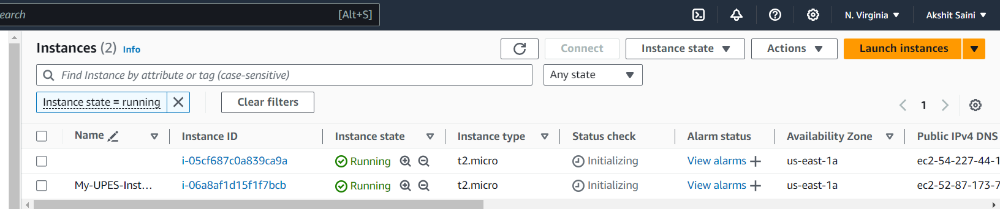 earch [Alt+S] N. Virginia Akshit Saini
Instances (2) Info Connect Instance state Actions Launch instances
Find Instance by attribute or tag (case-sensitive) Any state
Instance state = running Clear filters 1
Name Instance ID Instance state Instance type Status check Alarm status Availability Zone Public IPv4 DNS
i-05cf687c0a839ca9a Running t2.micro Initializing View alarms us-east-1a ec2-54-227-44-1
My-UPES-Inst... i-06a8af1d15f1f7bcb Running t2.micro Initializing View alarms us-east-1a ec2-52-87-173-7